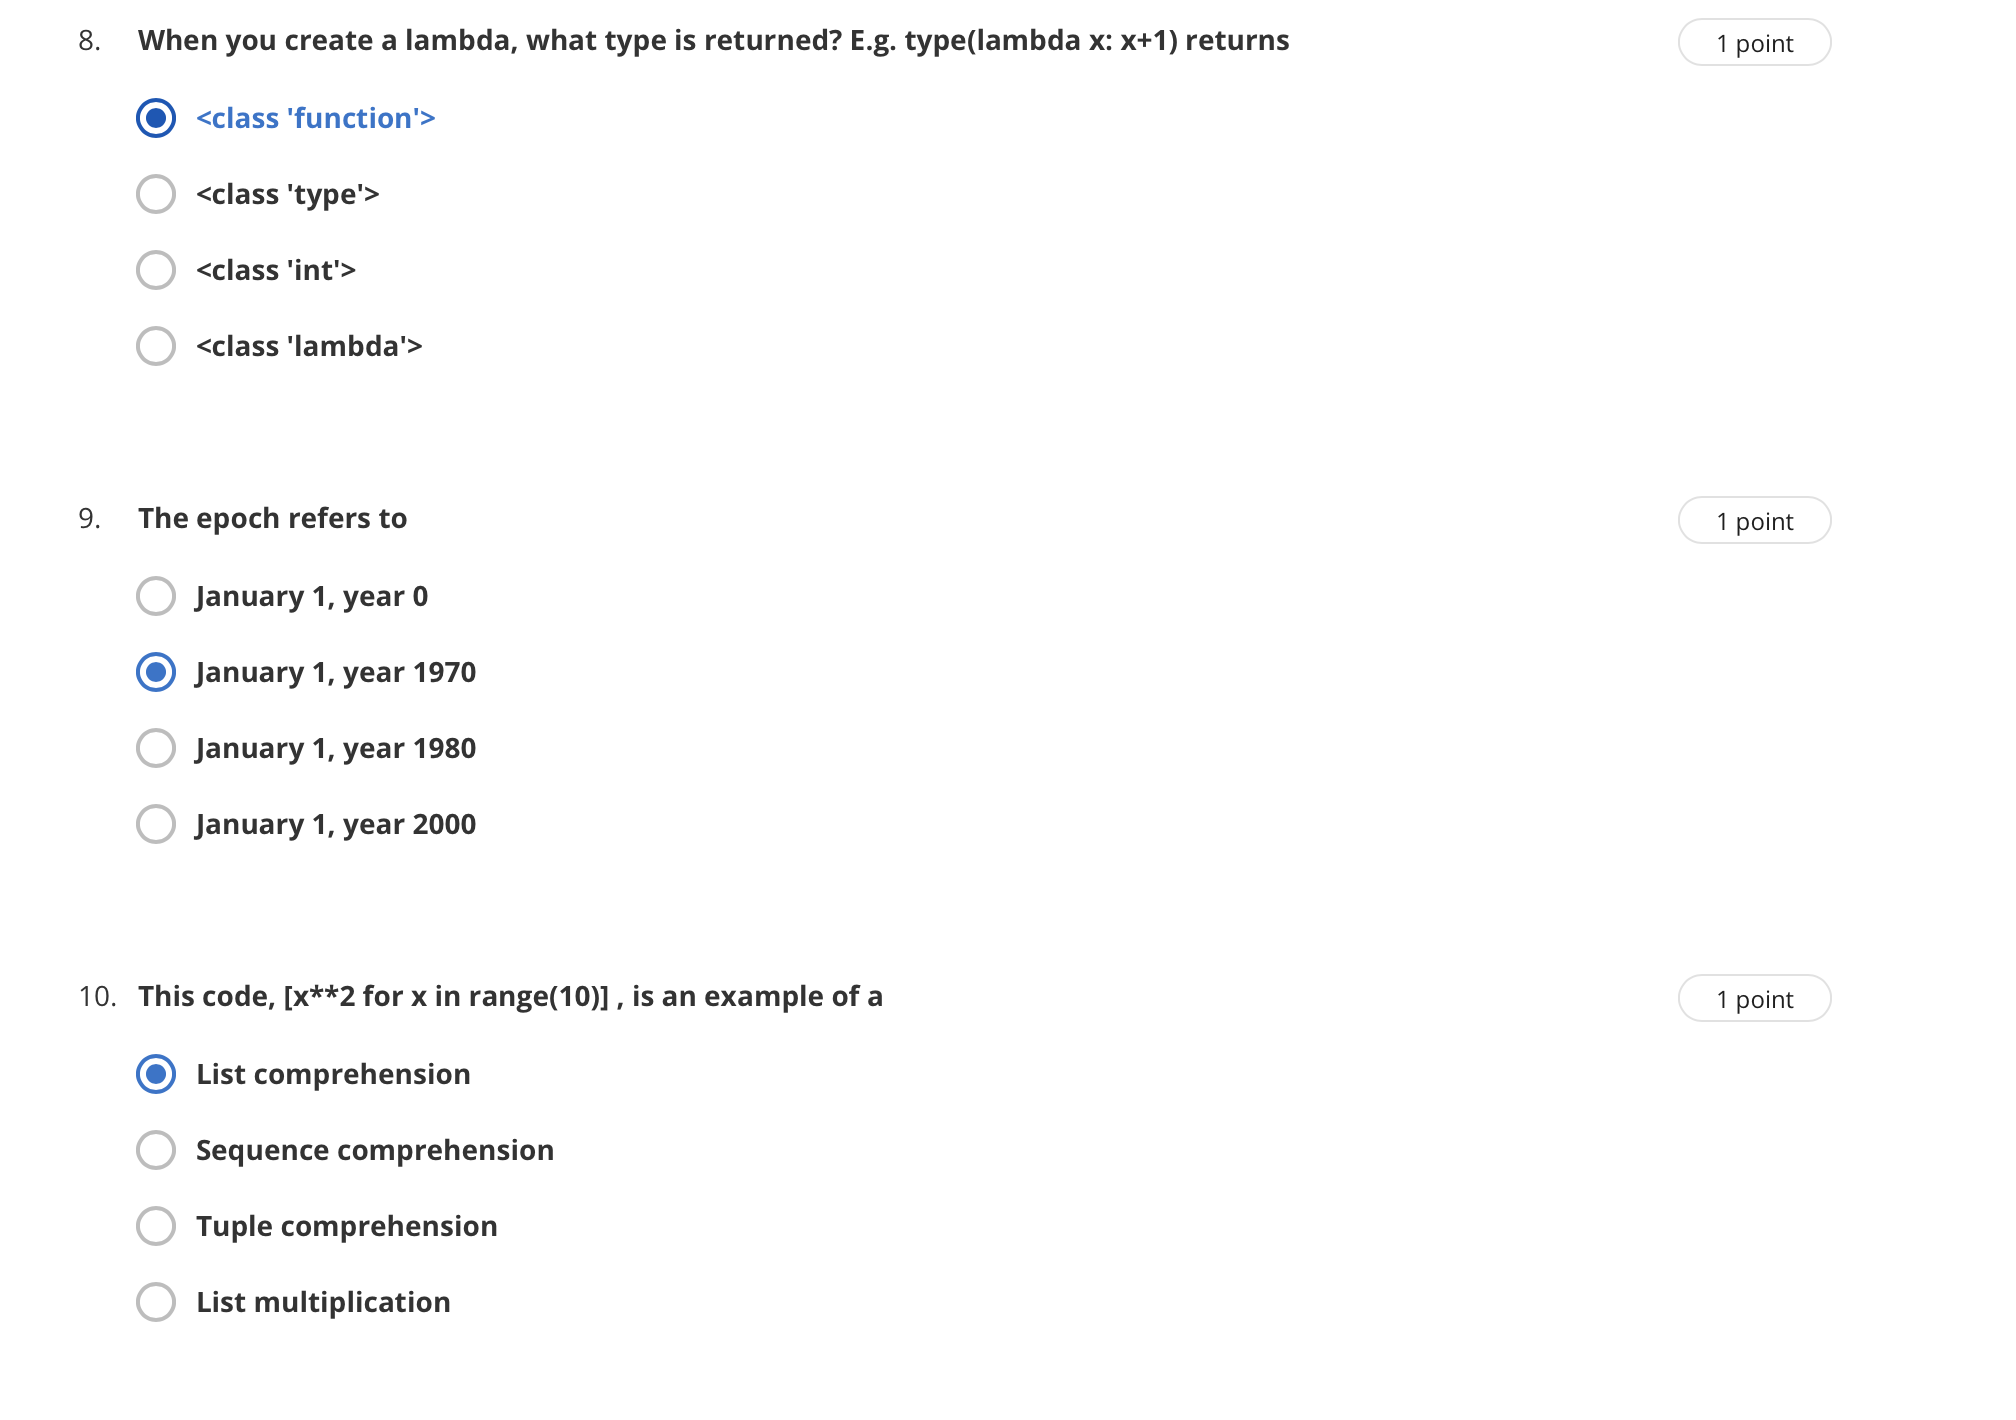 8. When you create a lambda, what type is returned? E.g. type(lambda x: x+1) returns 1 point
<class 'function'>
<class 'type'>
<class 'int'>
<class 'lambda'>
9. The epoch refers to 1 point
January 1, year 0
January 1, year 1970
January 1, year 1980
January 1, year 2000
10. This code, [x**2 for x in range(10)] , is an example of a 1 point
List comprehension
Sequence comprehension
Tuple comprehension
List multiplication